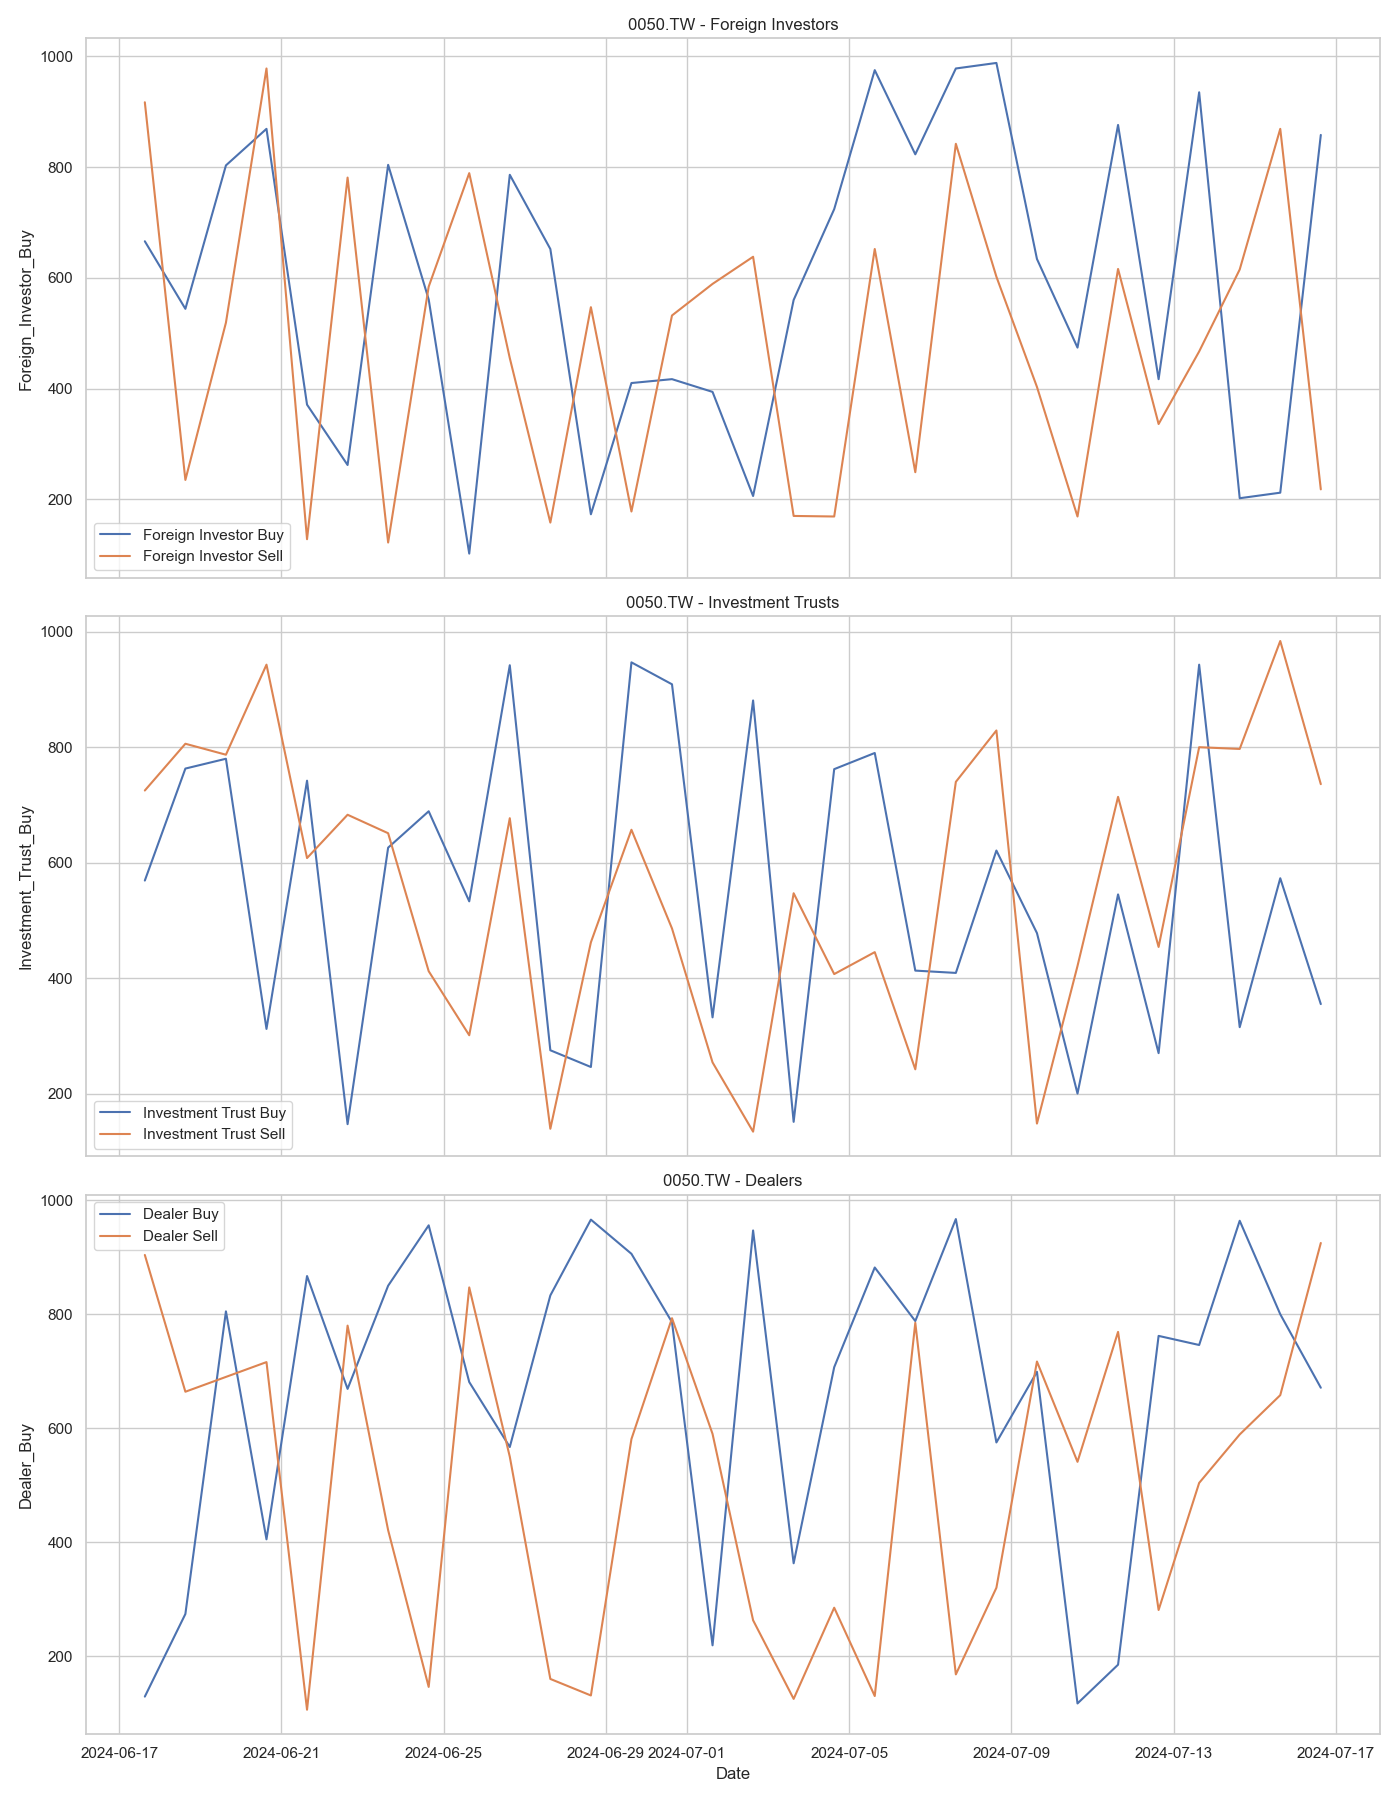 0050.TW - Foreign Investors
1000
800
600
400
200
Foreign_Investor_Buy
Foreign Investor Buy
Foreign Investor Sell
0050.TW - Investment Trusts
1000
800
600
400
200
Investment_Trust_Buy
Investment Trust Buy
Investment Trust Sell
0050.TW - Dealers
1000
800
600
400
200
Dealer_Buy
Dealer Buy
Dealer Sell
2024-06-17 2024-06-21 2024-06-25 2024-06-29 2024-07-01 2024-07-05 2024-07-09 2024-07-13 2024-07-17
Date